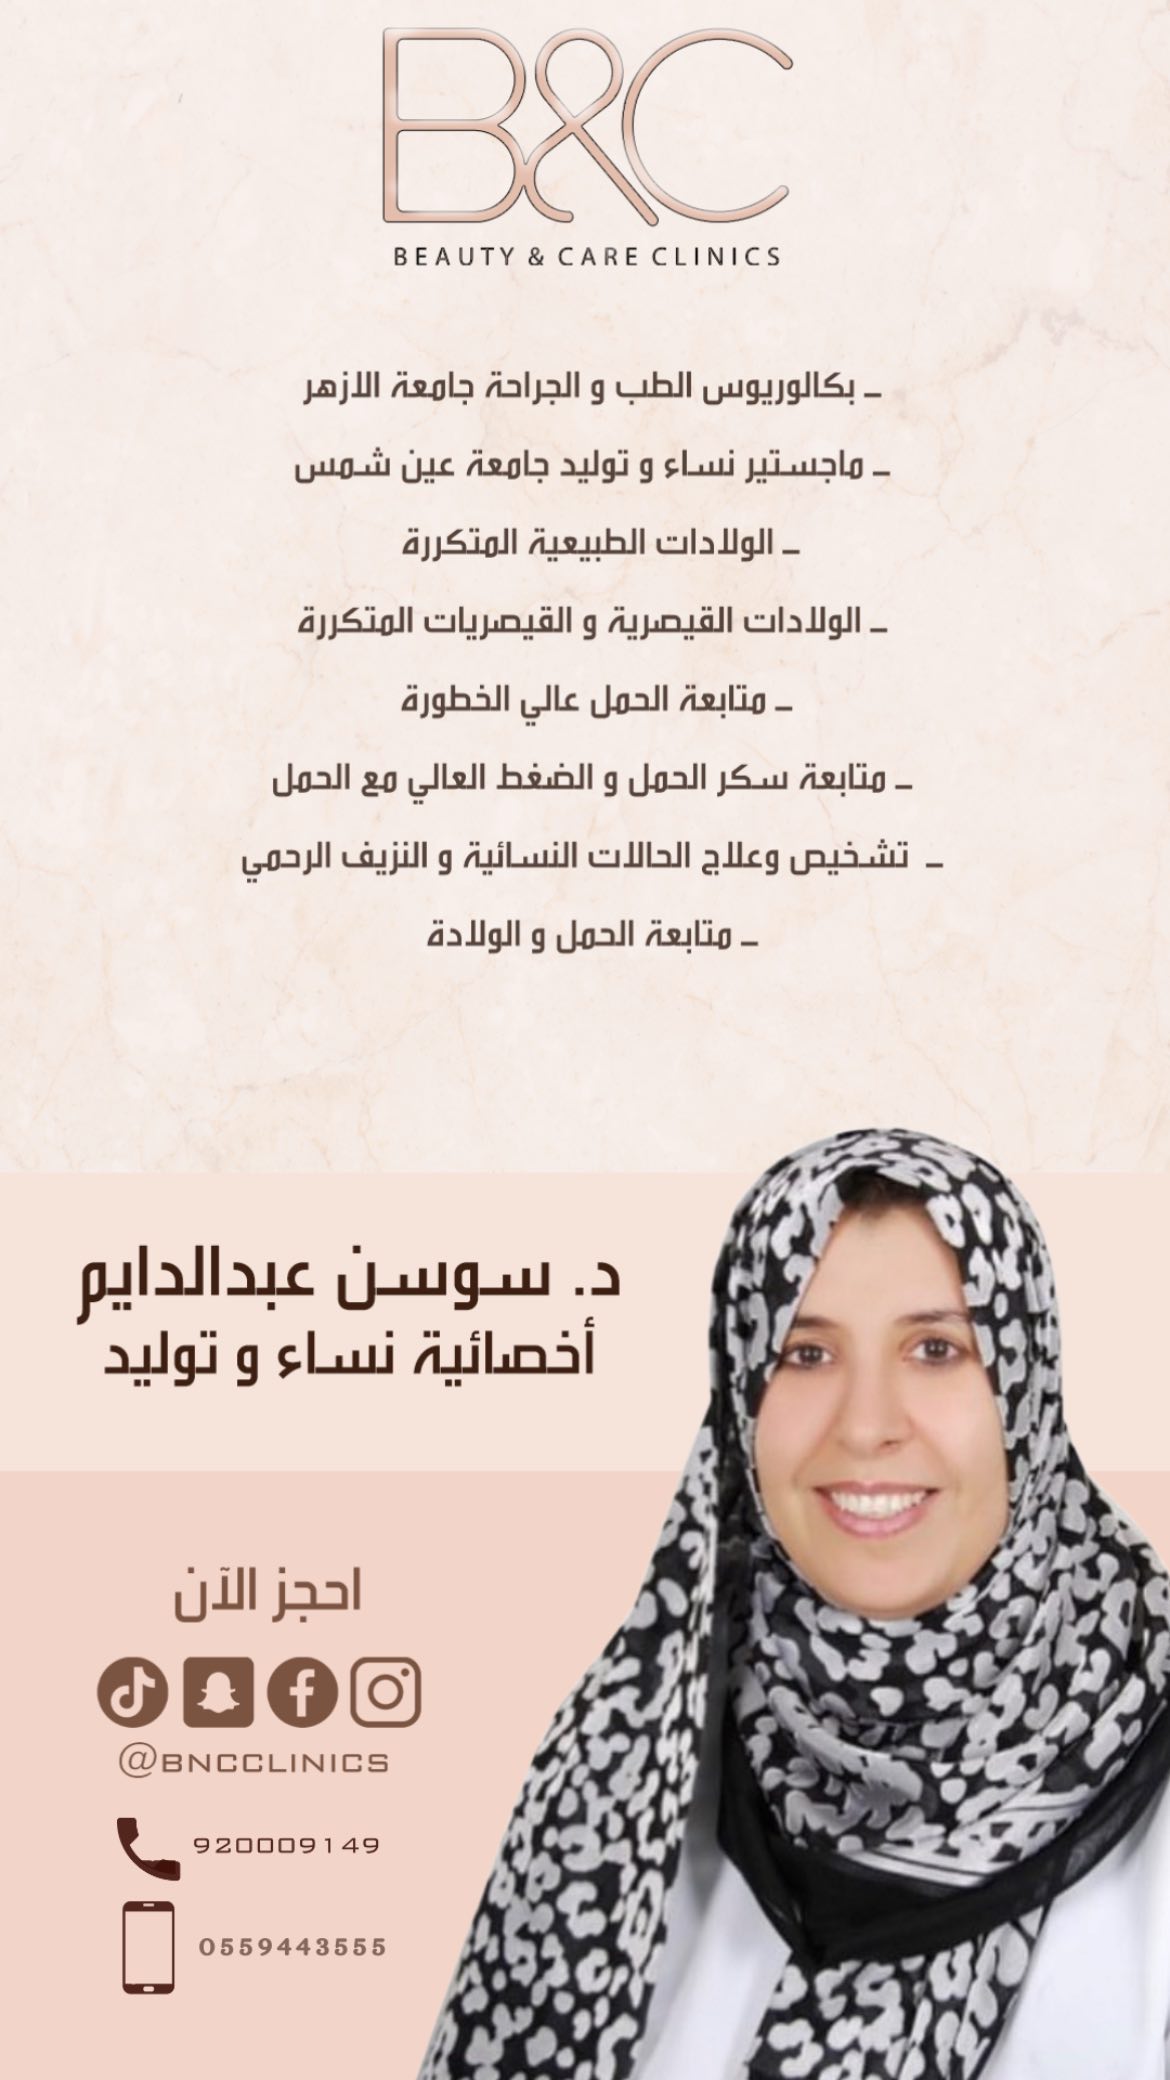 B&C
BEAUTY & CARE CLINICS
ـ بكالوريوس الطب و الجراحة جامعة الازهر
ـ ماجستير نساء و توليد جامعة عين شمس
ـ الولادات الطبيعية المتكررة
ـ الولادات القيصرية و القيصريات المتكررة
ـ متابعة الحمل عالي الخطورة
ـ متابعة سكر الحمل و الضغط العالي مع الحمل
ـ تشخيص وعلاج الحالات النسائية و النزيف الرحمي
ـ متابعة الحمل و الولادة
د. سوسن عبدالدايم
أخصائية نساء و توليد
احجز الآن
@BNCCLINICS
920009149
0559443555